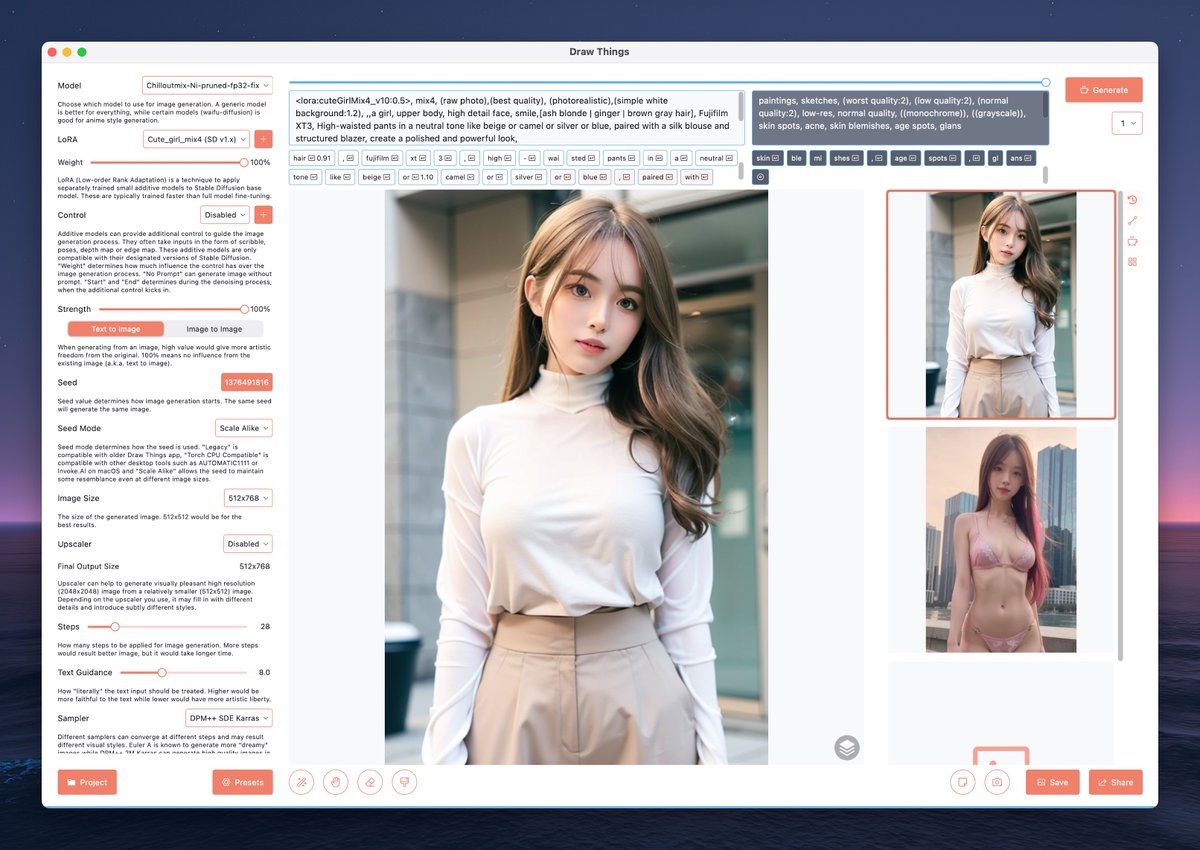 Draw Things
Model
Chilloutmix-Ni-pruned-fp32-fix
Choose which model to use for image generation. A generic model
is better for everything, while certain models (waifu-diffusion) is
good for anime style generation.
LoRA
Cute_girl_mix4 (SD v1.x)
+
Weight
100%
LoRA (Low-order Rank Adaptation) is a technique to apply
separately trained small additive models to Stable Diffusion base
model. These are typically trained faster than full model fine-tuning.
Control
Disabled
+
Additive models can provide additional control to guide the image
generation process. They often take inputs in the form of scribble,
poses, depth map or edge map. These additive models are only
compatible with their designated versions of Stable Diffusion.
"Weight" determines how much influence the control has over the
image generation process. "No Prompt" can generate image without
prompt. "Start" and "End" determines during the denoising process,
when the additional control kicks in.
Strength
100%
Text to Image
Image to Image
When generating from an image, high value would give more artistic
freedom from the original. 100% means no influence from the
existing image (a.k.a. text to image).
Seed
1376491816
Seed value determines how image generation starts. The same seed
will generate the same image.
Seed Mode
Scale Alike
Seed mode determines how the seed is used. "Legacy" is
compatible with older Draw Things app, "Torch CPU Compatible" is
compatible with other desktop tools such as AUTOMATIC1111 or
Invoke.AI on macOS and "Scale Alike" allows the seed to maintain
some resemblance even at different image sizes.
Image Size
512x768
The size of the generated image. 512x512 would be for the
best results.
Upscaler
Disabled
Final Output Size
512x768
Upscaler can help to generate visually pleasant high resolution
(2048x2048) image from a relatively smaller (512x512) image.
Depending on the upscaler you use, it may fill in with different
details and introduce subtly different styles.
Steps
28
How many steps to be applied for image generation. More steps
would result better image, but it would take longer time.
Text Guidance
8.0
How "literally" the text input should be treated. Higher would be
more faithful to the text while lower would have more artistic liberty.
Sampler
DPM++ SDE Karras
Different samplers can converge at different steps and may result
different visual styles. Euler A is known to generate more "dreamy"
images while DPM++ 2M Karras can generate high quality images in
Project
Presets
<lora:cuteGirlMix4_v10:0.5>, mix4, (raw photo),(best quality), (photorealistic),(simple white
background:1.2), ,,a girl, upper body, high detail face, smile,[ash blonde | ginger | brown gray hair], Fujifilm
XT3, High-waisted pants in a neutral tone like beige or camel or silver or blue, paired with a silk blouse and
structured blazer, create a polished and powerful look,
hair 0.91 , fujifilm xt 3 , high - wai sted pants in a neutral
tone like beige or 1.10 camel or silver or blue , paired with
paintings, sketches, (worst quality:2), (low quality:2), (normal
quality:2), low-res, normal quality, ((monochrome)), ((grayscale)),
skin spots, acne, skin blemishes, age spots, glans
skin ble mi shes , age spots , gl ans
Generate
1
Save
Share